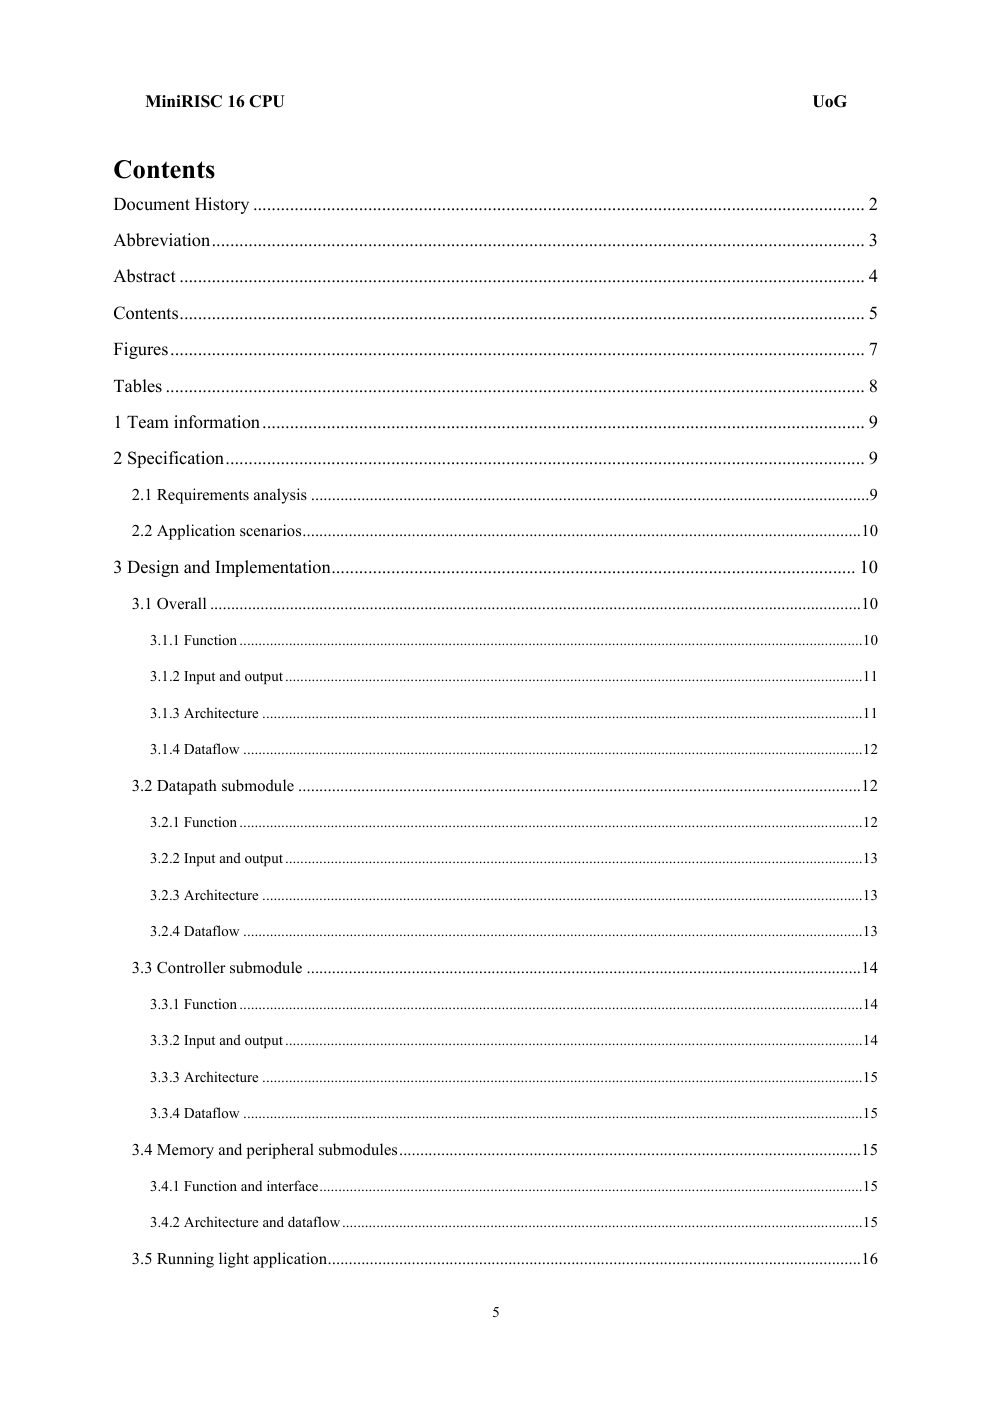 MiniRISC 16 CPU UoG
Contents
Document History ........ 2
Abbreviation ........ 3
Abstract ........ 4
Contents ........ 5
Figures ........ 7
Tables ........ 8
1 Team information ........ 9
2 Specification ........ 9
2.1 Requirements analysis ........ 9
2.2 Application scenarios ........ 10
3 Design and Implementation ........ 10
3.1 Overall ........ 10
3.1.1 Function ........ 10
3.1.2 Input and output ........ 11
3.1.3 Architecture ........ 11
3.1.4 Dataflow ........ 12
3.2 Datapath submodule ........ 12
3.2.1 Function ........ 12
3.2.2 Input and output ........ 13
3.2.3 Architecture ........ 13
3.2.4 Dataflow ........ 13
3.3 Controller submodule ........ 14
3.3.1 Function ........ 14
3.3.2 Input and output ........ 14
3.3.3 Architecture ........ 15
3.3.4 Dataflow ........ 15
3.4 Memory and peripheral submodules ........ 15
3.4.1 Function and interface ........ 15
3.4.2 Architecture and dataflow ........ 15
3.5 Running light application ........ 16
5